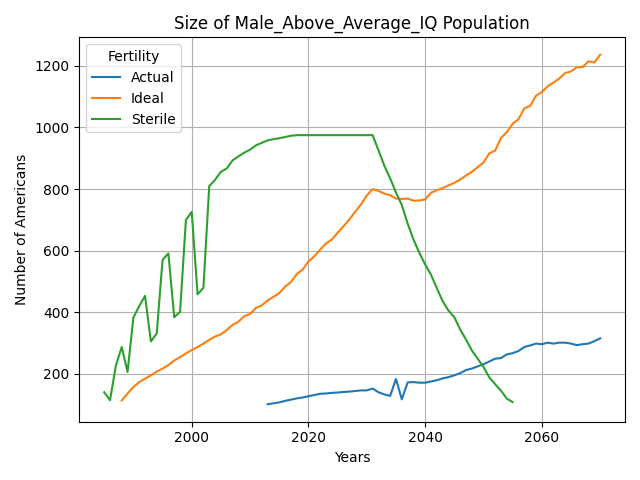 Size of Male_Above_Average_IQ Population
Fertility
Actual
Ideal
Sterile
Number of Americans
1200
1000
800
600
400
200
2000
2020
2040
2060
Years